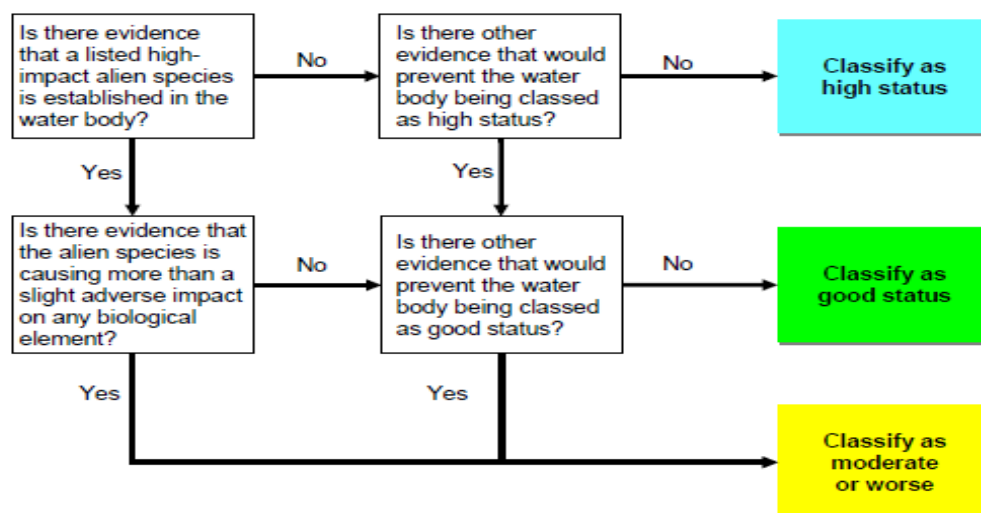 Is there evidence
that a listed high-
impact alien species
is established in the
water body?
No
Is there other
evidence that would
prevent the water
body being classed
as high status?
No
Classify as
high status
Yes
Yes
Is there evidence that
the alien species is
causing more than a
slight adverse impact
on any biological
element?
No
Is there other
evidence that would
prevent the water
body being classed
as good status?
No
Classify as
good status
Yes
Yes
Classify as
moderate
or worse